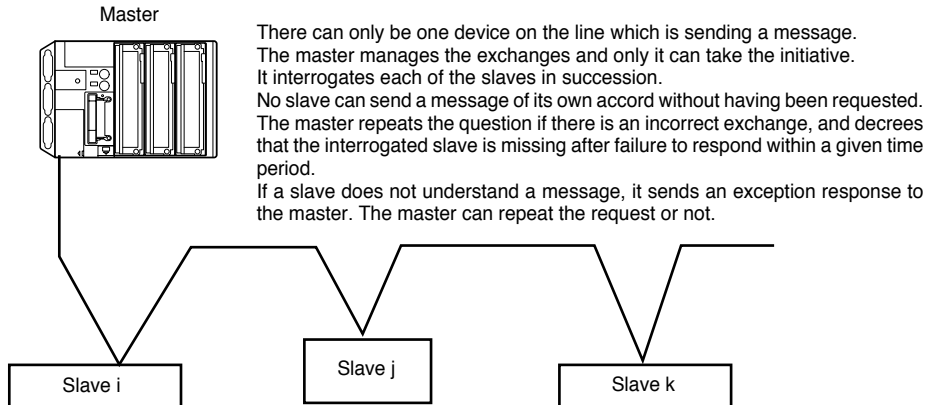 Master
There can only be one device on the line which is sending a message.
The master manages the exchanges and only it can take the initiative.
It interrogates each of the slaves in succession.
No slave can send a message of its own accord without having been requested.
The master repeats the question if there is an incorrect exchange, and decrees
that the interrogated slave is missing after failure to respond within a given time
period.
If a slave does not understand a message, it sends an exception response to
the master. The master can repeat the request or not.
Slave i
Slave j
Slave k